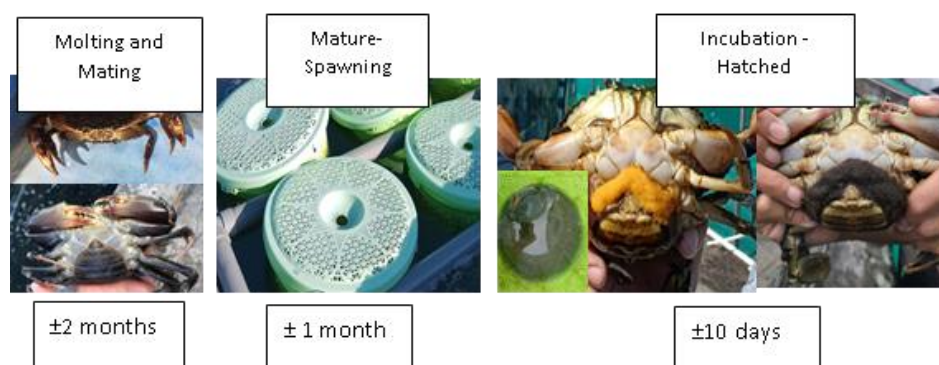 Molting and
Mating
Mature-
Spawning
Incubation -
Hatched
±2 months
± 1 month
±10 days